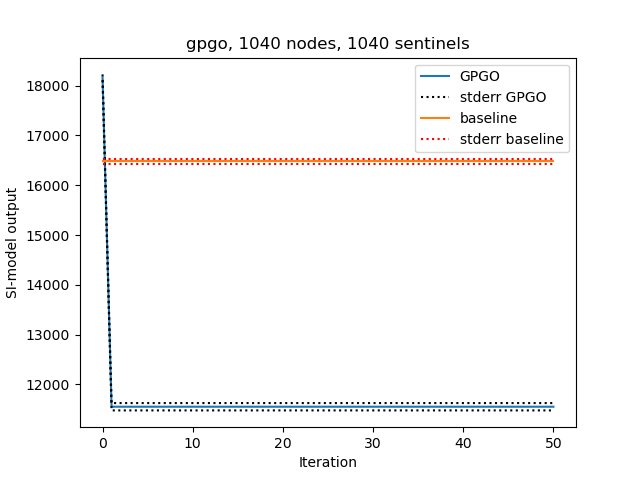 gpgo, 1040 nodes, 1040 sentinels
GPGO
stderr GPGO
baseline
stderr baseline
SI-model output
18000
17000
16000
15000
14000
13000
12000
0 10 20 30 40 50
Iteration